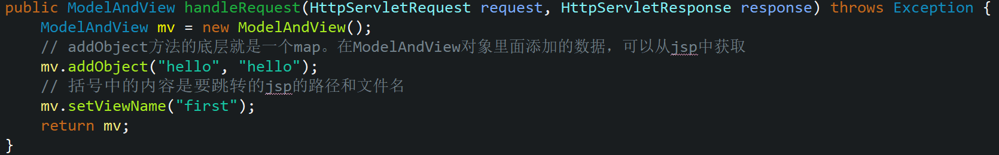 public ModelAndView handleRequest(HttpServletRequest request, HttpServletResponse response) throws Exception {
ModelAndView mv = new ModelAndView();
// addObject方法的底层就是一个map。在ModelAndView对象里面添加的数据，可以从jsp中获取
mv.addObject("hello", "hello");
// 括号中的内容是要跳转的jsp的路径和文件名
mv.setViewName("first");
return mv;
}